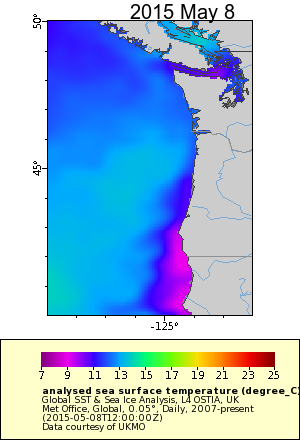 2015 May 8
50°
45°
-125°
7 9 11 13 15 17 19 21 23 25
analysed sea surface temperature (degree_C)
Global SST & Sea Ice Analysis, L4 OSTIA, UK
Met Office, Global, 0.05°, Daily, 2007-present
(2015-05-08T12:00:00Z)
Data courtesy of UKMO